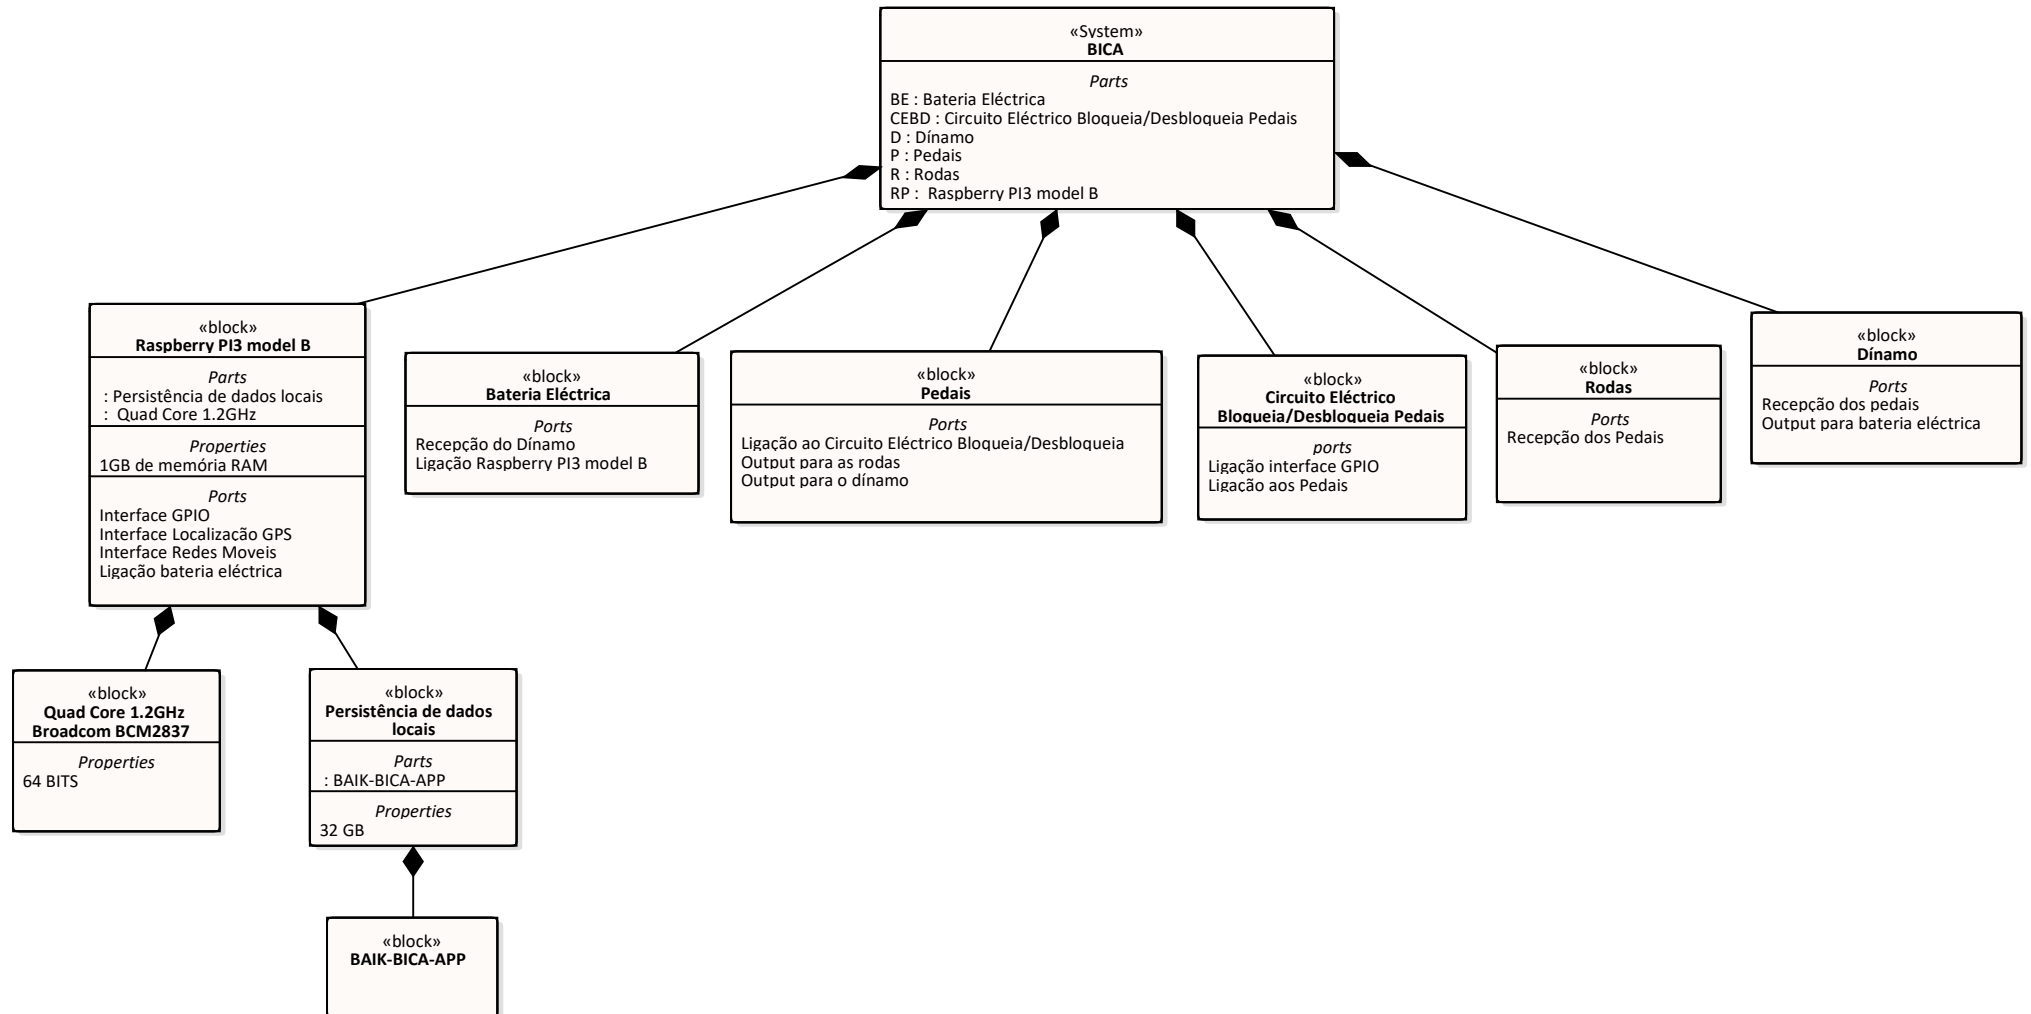 «System»
BICA
Parts
BE : Bateria Eléctrica
CEBD : Circuito Eléctrico Bloqueia/Desbloqueia Pedais
D : Dínamo
P : Pedais
R : Rodas
RP :  Raspberry PI3 model B
«block»
Raspberry PI3 model B
Parts
: Persistência de dados locais
:  Quad Core 1.2GHz
Properties
1GB de memória RAM
Ports
Interface GPIO
Interface Localização GPS
Interface Redes Moveis
Ligação bateria eléctrica
«block»
Bateria Eléctrica
Ports
Recepção do Dínamo
Ligação Raspberry PI3 model B
«block»
Pedais
Ports
Ligação ao Circuito Eléctrico Bloqueia/Desbloqueia
Output para as rodas
Output para o dínamo
«block»
Circuito Eléctrico
Bloqueia/Desbloqueia Pedais
ports
Ligação interface GPIO
Ligação aos Pedais
«block»
Rodas
Ports
Recepção dos Pedais
«block»
Dínamo
Ports
Recepção dos pedais
Output para bateria eléctrica
«block»
Quad Core 1.2GHz
Broadcom BCM2837
Properties
64 BITS
«block»
Persistência de dados
locais
Parts
: BAIK-BICA-APP
Properties
32 GB
«block»
BAIK-BICA-APP